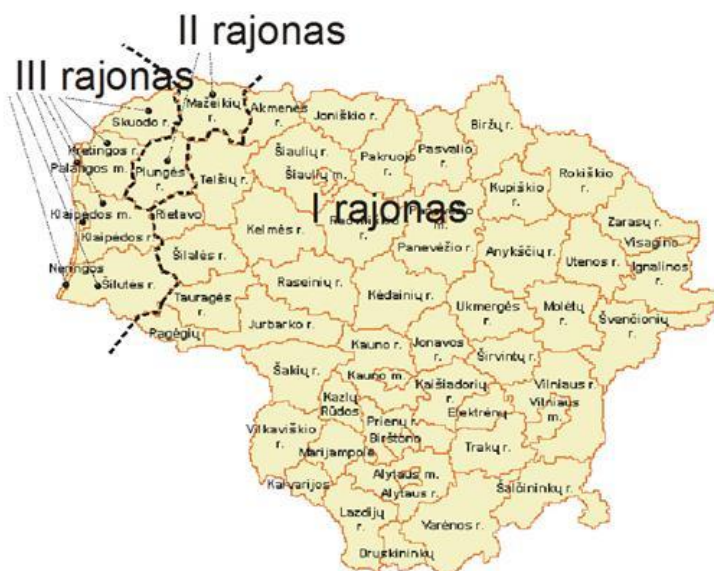 II rajonas
III rajonas
Skuodo r.
Mažeikių
r.
Akmenės
r.
Joniškio r.
Biržų r.
Kretingos r.
Palangos m.
Plungės
r.
Telšių r.
Šiaulių r.
Šiaulių m.
Pakruojo
r.
Pasvalio
r.
Rokiškio
r.
Kupiškio
r.
I rajonas
Klaipėdos m.
Klaipėdos r.
Rietavo
Kelmės r.
Panevėžio r.
Anykščių r.
Zarasų r.
Visagino
Utenos r.
Ignalinos
r.
Neringos
Šilutės r.
Šilalės r.
Raseinių r.
Kėdainių r.
Ukmergės
r.
Molėtų
r.
Švenčionių r.
Tauragės
r.
Pagėgių
Jurbarko r.
Kauno r.
Jonavos
r.
Širvintų r.
Šakių r.
Kauno m.
Kaišiadorių
r.
Vilniaus r.
Vilniaus
m.
Kazlų
Rūdos
Prienų r.
Birštono
Elektrėnų
Vilkaviškio
r.
Marijampolė
Trakų r.
Kalvarijos
Alytaus m.
Alytaus r.
Šalčininkų r.
Lazdijų
r.
Varėnos r.
Druskininkų